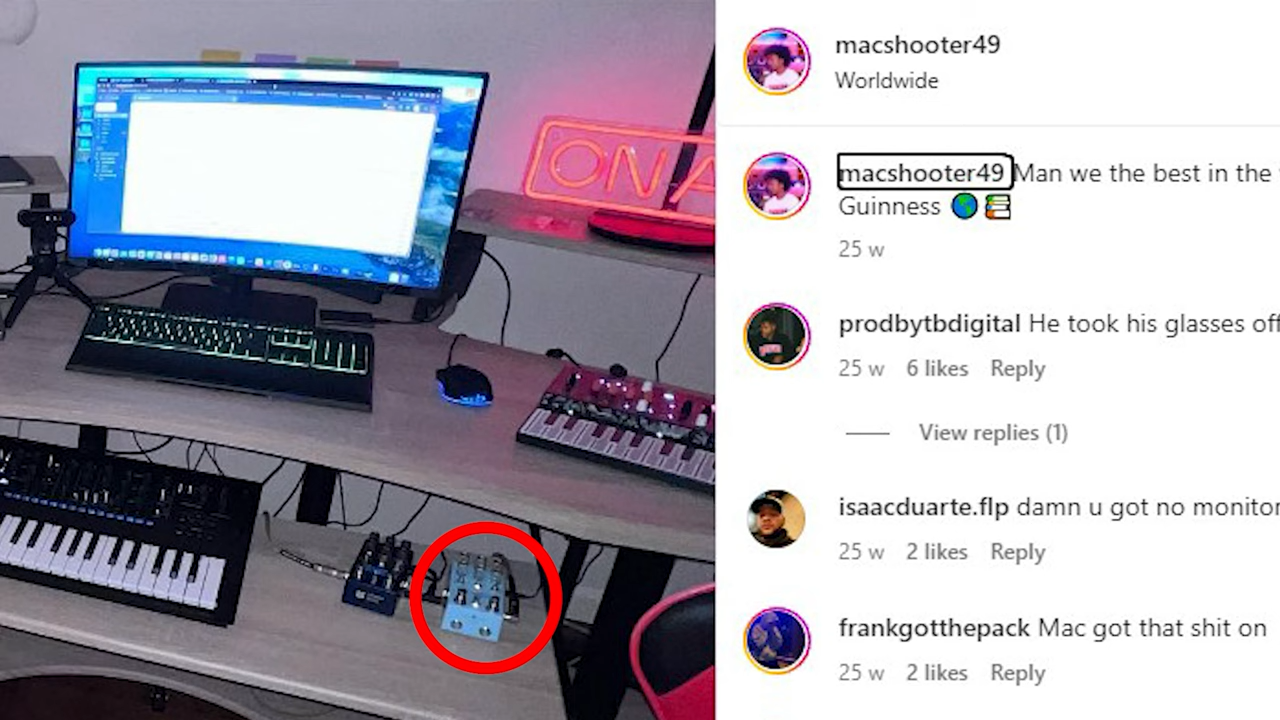 ON A
macshooter49
Worldwide
macshooter49 Man we the best in the
Guinness
25 w
prodbytbdigital He took his glasses off
25 w 6 likes Reply
View replies (1)
isaacduarte.flp damn u got no monitor
25 w 2 likes Reply
frankgotthepack Mac got that shit on
25 w 2 likes Reply